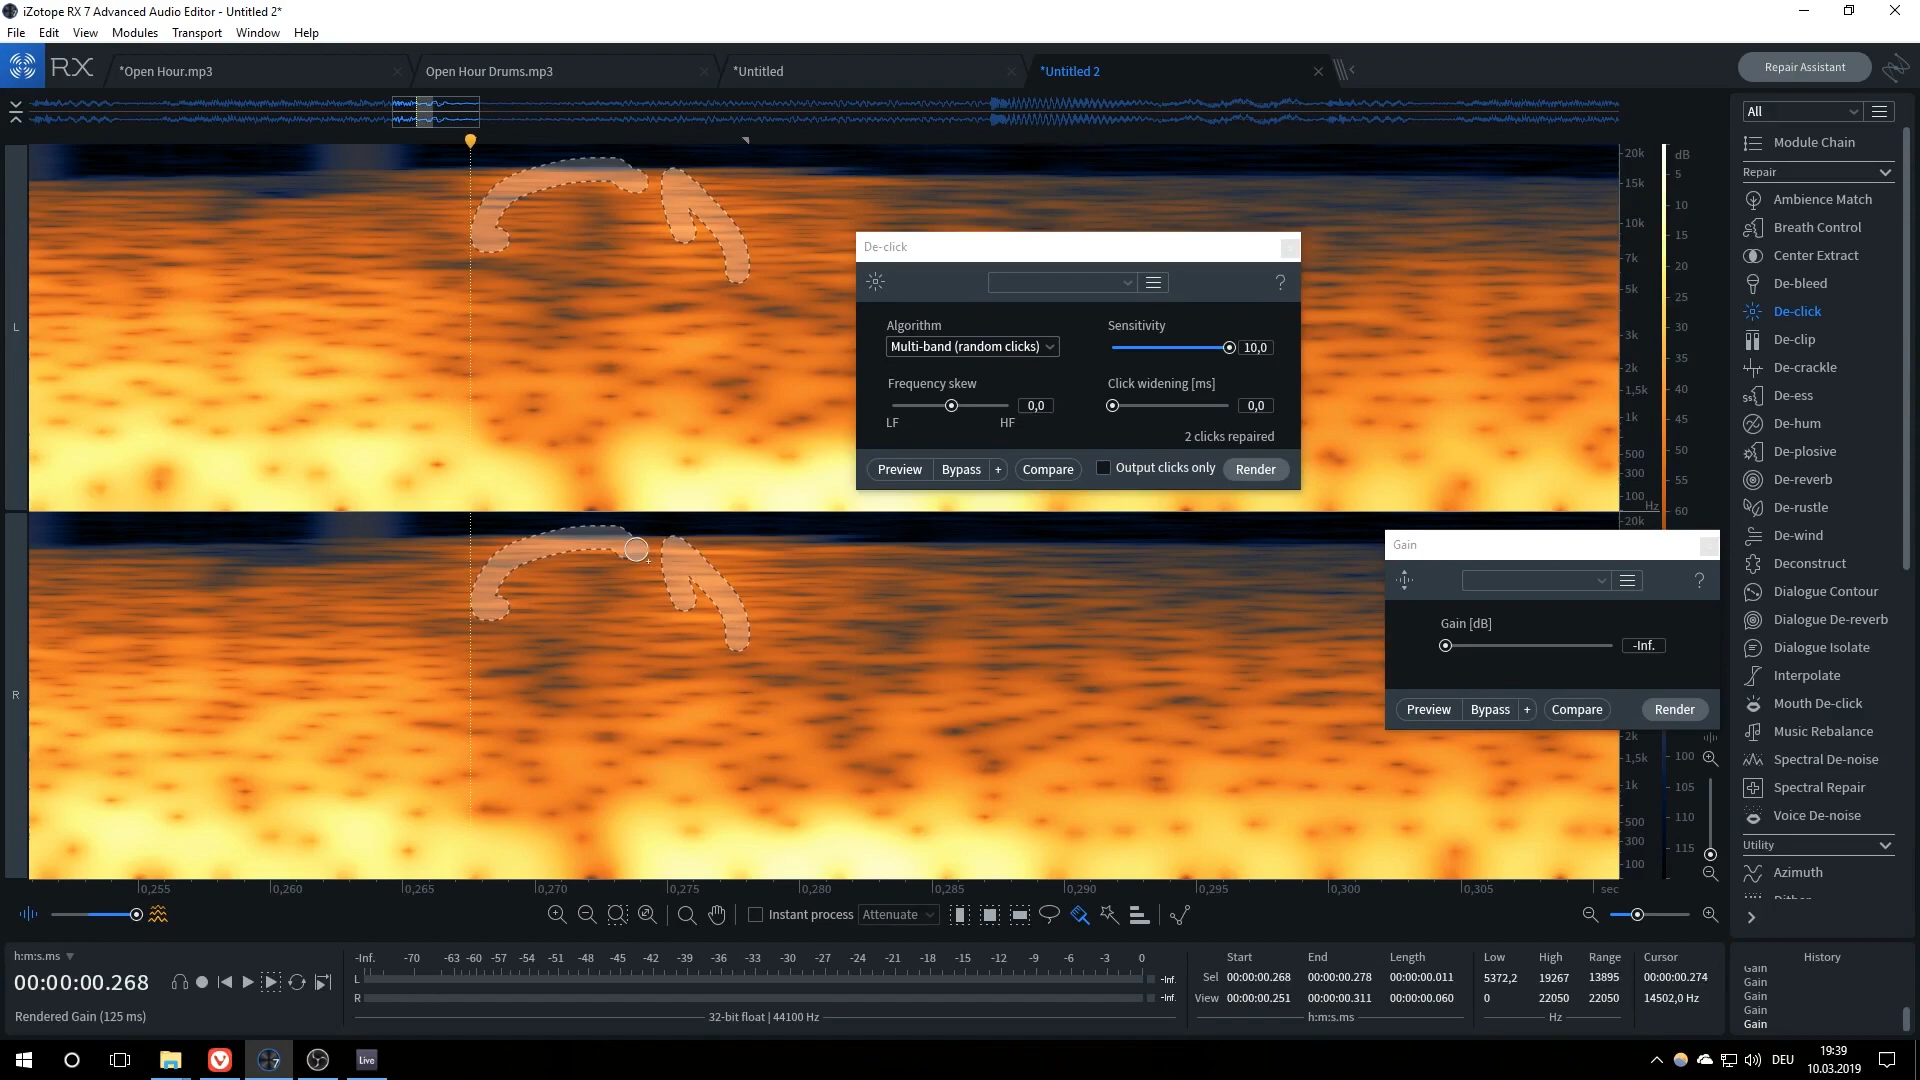 iZotope RX 7 Advanced Audio Editor - Untitled 2*
File Edit View Modules Transport Window Help
RX
*Open Hour.mp3
Open Hour Drums.mp3
*Untitled
*Untitled 2
Repair Assistant
All
Module Chain
Repair
Ambience Match
Breath Control
Center Extract
De-bleed
De-click
De-clip
De-crackle
De-ess
De-hum
De-plosive
De-reverb
De-rustle
De-wind
Deconstruct
Dialogue Contour
Dialogue De-reverb
Dialogue Isolate
Interpolate
Mouth De-click
Music Rebalance
Spectral De-noise
Spectral Repair
Voice De-noise
Utility
Azimuth
L
R
20k
15k
10k
7k
5k
3k
2k
1,5k
1k
500
300
100
Hz
20k
2k
1,5k
1k
500
300
100
dB
5
10
15
20
25
30
35
40
45
50
55
60
100
105
110
115
De-click
?
Algorithm
Multi-band (random clicks)
Sensitivity
10,0
Frequency skew
0,0
LF HF
Click widening [ms]
0,0
2 clicks repaired
Preview Bypass + Compare Output clicks only Render
Gain
?
Gain [dB]
-Inf.
Preview Bypass + Compare Render
0,255 0,260 0,265 0,270 0,275 0,280 0,285 0,290 0,295 0,300 0,305 sec
Instant process Attenuate
h:m:s.ms
00:00:00.268
Rendered Gain (125 ms)
-Inf. -70 -63 -60 -57 -54 -51 -48 -45 -42 -39 -36 -33 -30 -27 -24 -21 -18 -15 -12 -9 -6 -3 0
L -Inf.
R -Inf.
32-bit float | 44100 Hz
Start End Length
Sel 00:00:00.268 00:00:00.278 00:00:00.011
View 00:00:00.251 00:00:00.311 00:00:00.060
h:m:s.ms
Low High Range
5372,2 19267 13895
0 22050 22050
Hz
Cursor
00:00:00.274
14502,0 Hz
History
Gain
Gain
Gain
Gain
Gain
7
Live
DEU
19:39
10.03.2019